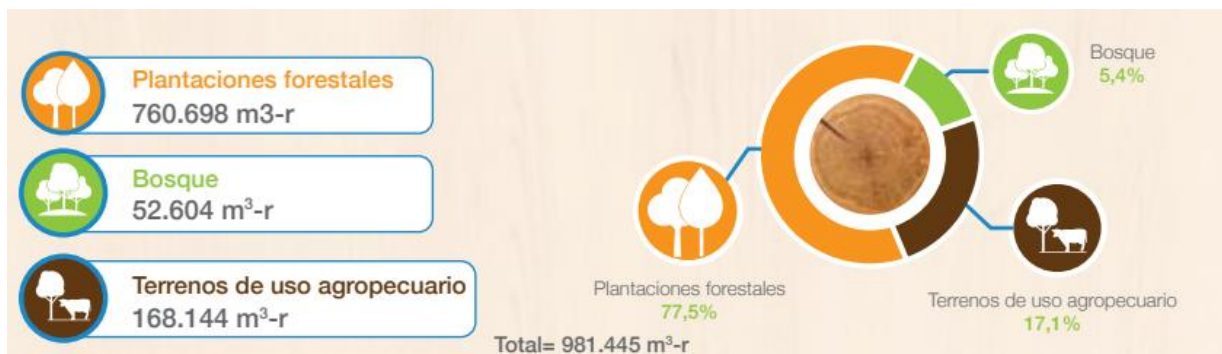 Plantaciones forestales
760.698 m3-r
Bosque
52.604 m³-r
Terrenos de uso agropecuario
168.144 m³-r
Bosque
5,4%
Plantaciones forestales
77,5%
Terrenos de uso agropecuario
17,1%
Total= 981.445 m³-r